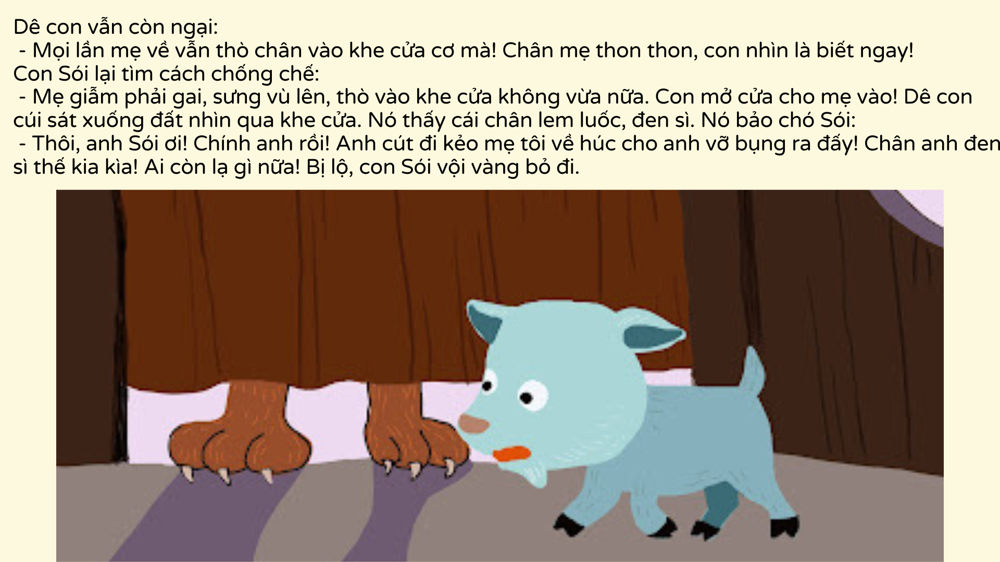 Dê con vẫn còn ngại:
- Mọi lần mẹ về vẫn thò chân vào khe cửa cơ mà! Chân mẹ thon thon, con nhìn là biết ngay!
Con Sói lại tìm cách chống chế:
- Mẹ giẫm phải gai, sưng vù lên, thò vào khe cửa không vừa nữa. Con mở cửa cho mẹ vào! Dê con
cúi sát xuống đất nhìn qua khe cửa. Nó thấy cái chân lem luốc, đen sì. Nó bảo chó Sói:
- Thôi, anh Sói ơi! Chính anh rồi! Anh cút đi kẻo mẹ tôi về húc cho anh vỡ bụng ra đấy! Chân anh đen
sì thế kia kìa! Ai còn lạ gì nữa! Bị lộ, con Sói vội vàng bỏ đi.